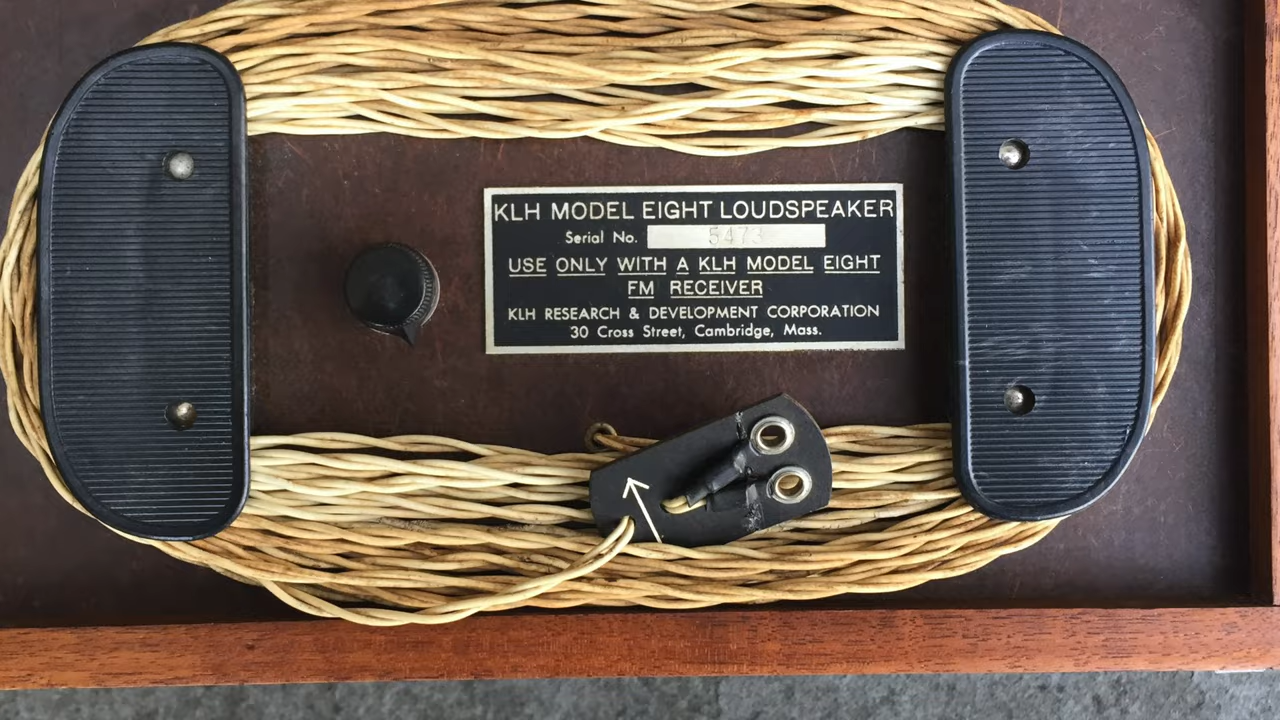 KLH MODEL EIGHT LOUDSPEAKER
Serial No. 5473
USE ONLY WITH A KLH MODEL EIGHT
FM RECEIVER
KLH RESEARCH & DEVELOPMENT CORPORATION
30 Cross Street, Cambridge, Mass.